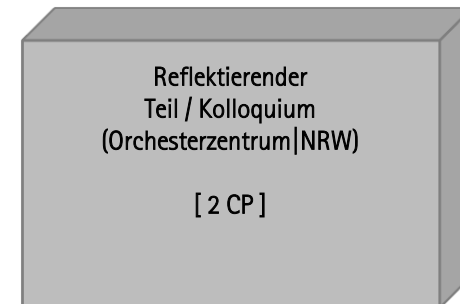 Reflektierender
Teil / Kolloquium
(Orchesterzentrum|NRW)
[ 2 CP ]